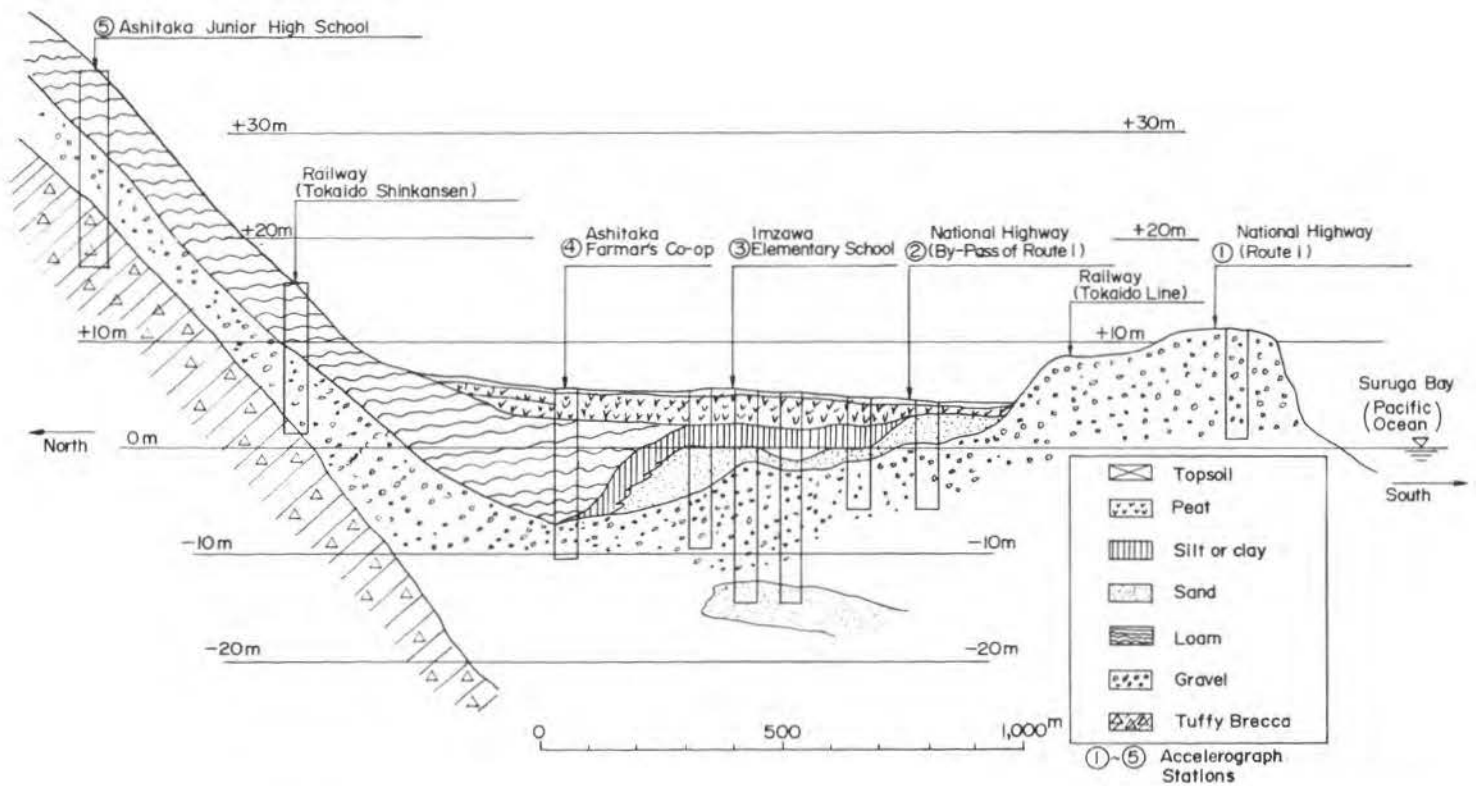 ⑤ Ashitaka Junior High School
+30m
+30m
Railway
(Tokaido Shinkansen)
+20m
Ashitaka
④ Farmar's Co-op
Imzawa
③ Elementary School
National Highway
② (By-Pass of Route 1)
+20m
National Highway
① (Route 1)
Railway
(Tokaido Line)
+10m
+10m
Suruga Bay
(Pacific
Ocean)
North
0m
South
-10m
-10m
-20m
-20m
Topsoil
Peat
Silt or clay
Sand
Loam
Gravel
Tuffy Brecca
①~⑤ Accelerograph
Stations
0 500 1,000m